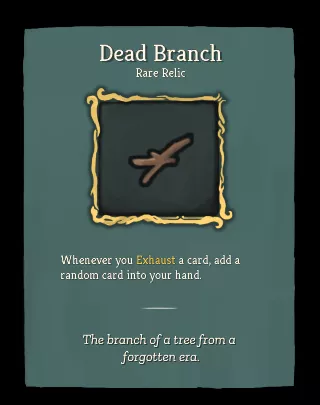 Dead Branch
Rare Relic
Whenever you Exhaust a card, add a
random card into your hand.
The branch of a tree from a
forgotten era.